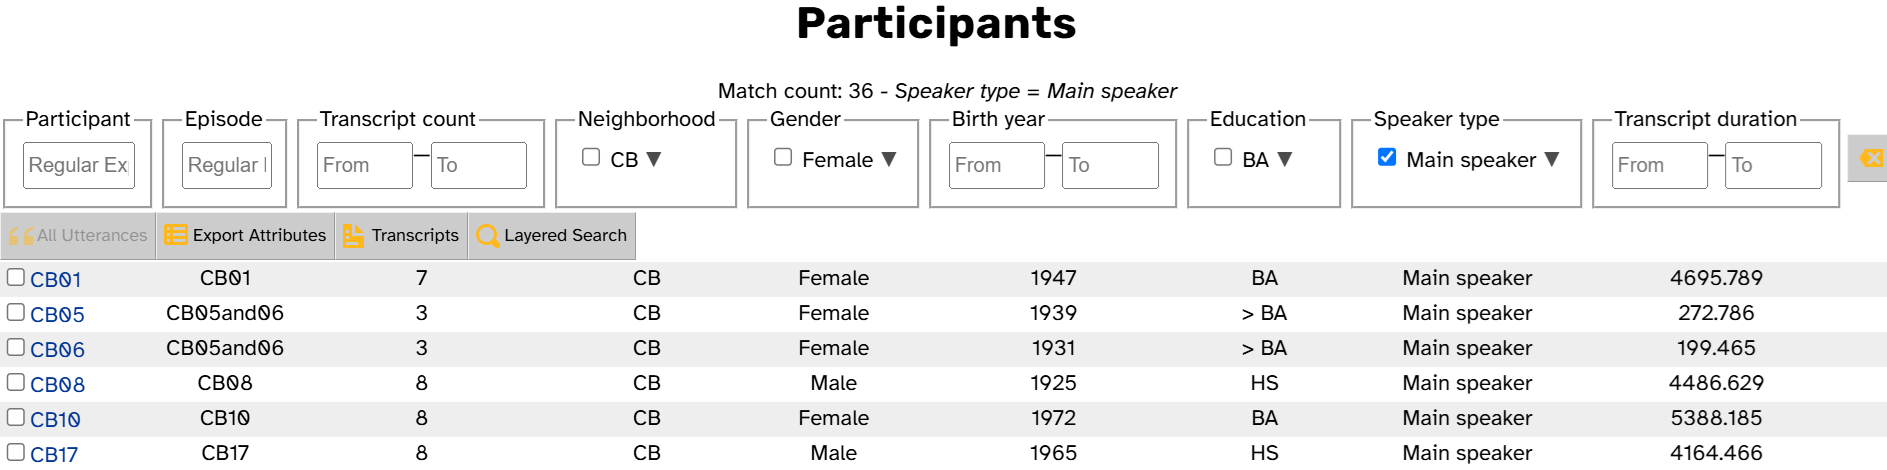 Participants
Match count: 36 - Speaker type = Main speaker
Participant Episode Transcript count Neighborhood Gender Birth year Education Speaker type Transcript duration
Regular Ex Regular From — To CB ▼ Female ▼ From — To BA ▼ Main speaker ▼ From — To
All Utterances Export Attributes Transcripts Layered Search
CB01 CB01 7 CB Female 1947 BA Main speaker 4695.789
CB05 CB05and06 3 CB Female 1939 > BA Main speaker 272.786
CB06 CB05and06 3 CB Female 1931 > BA Main speaker 199.465
CB08 CB08 8 CB Male 1925 HS Main speaker 4486.629
CB10 CB10 8 CB Female 1972 BA Main speaker 5388.185
CB17 CB17 8 CB Male 1965 HS Main speaker 4164.466